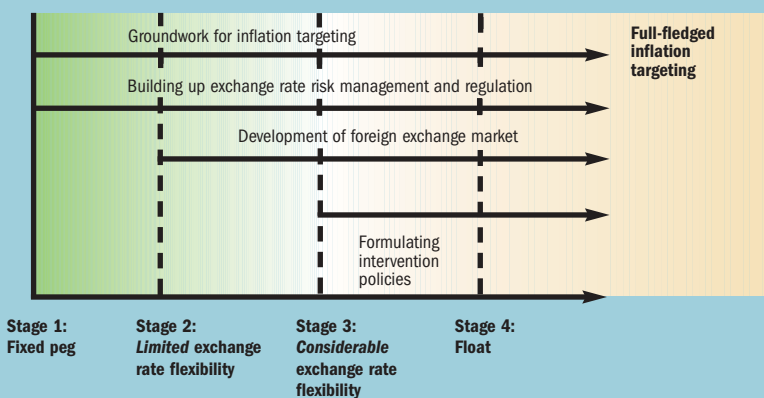 Groundwork for inflation targeting
Full-fledged
inflation
targeting
Building up exchange rate risk management and regulation
Development of foreign exchange market
Formulating
intervention
policies
Stage 1:
Fixed peg
Stage 2:
Limited exchange
rate flexibility
Stage 3:
Considerable
exchange rate
flexibility
Stage 4:
Float